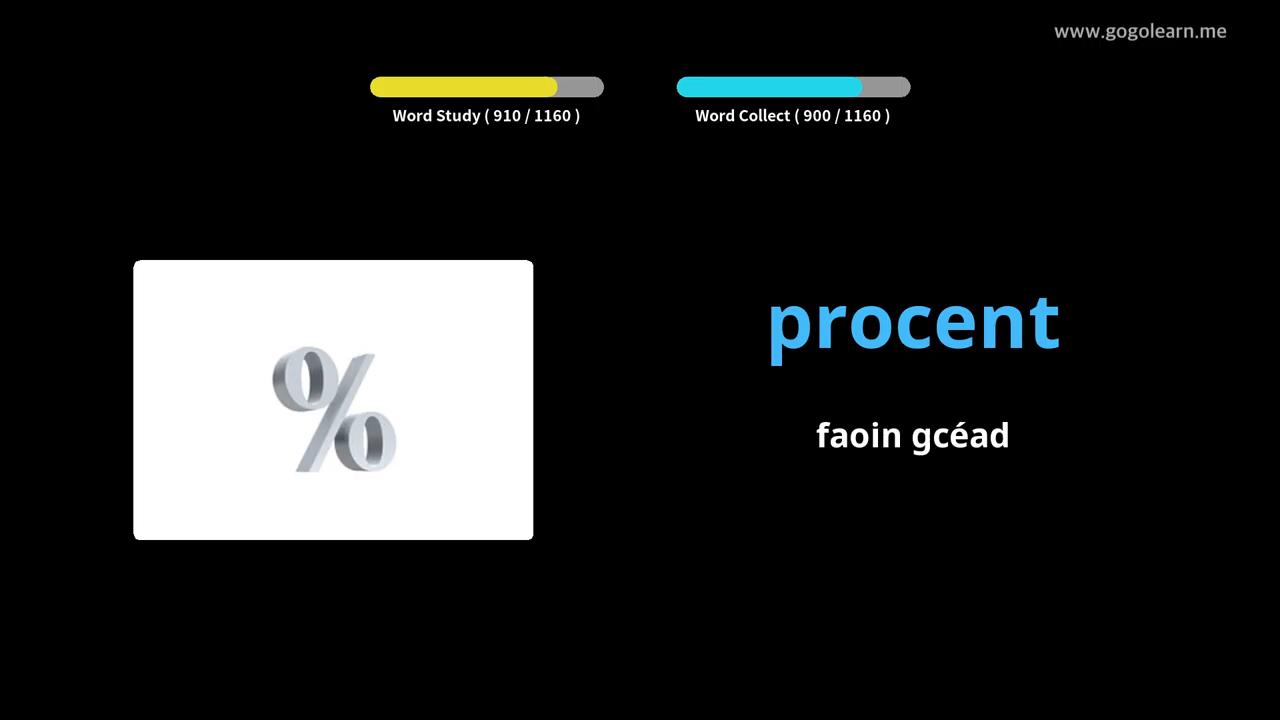 www.gogolearn.me
Word Study ( 910 / 1160 )
Word Collect ( 900 / 1160 )
%
procent
faoin gcéad